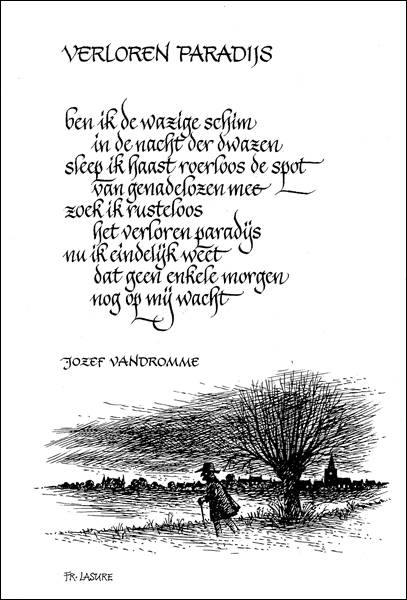 VERLOREN PARADIJS
ben ik de wazige schim
in de nacht der dwazen
sleep ik haast roerloos de spot
van genadelozen mee
zoek ik rusteloos
het verloren paradijs
nu ik eindelijk weet
dat geen enkele morgen
nog op mij wacht
JOZEF VANDROMME
FR. LASURE